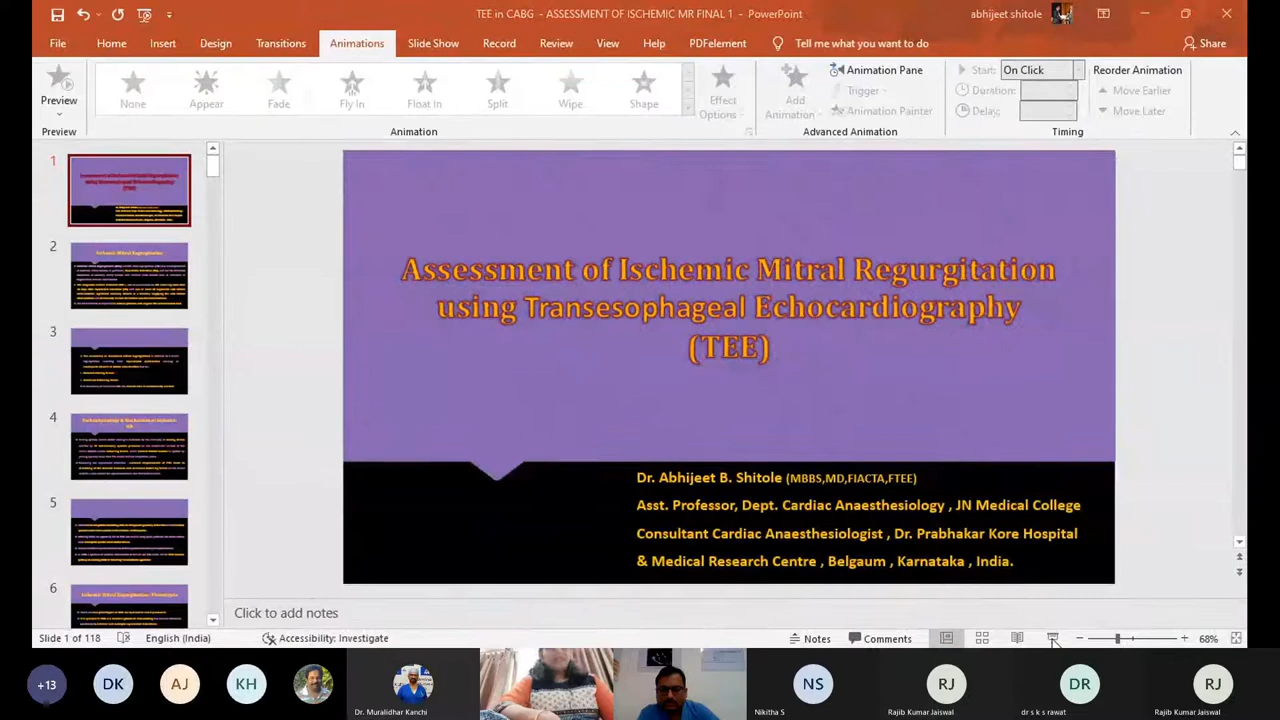 TEE in CABG - ASSESSMENT OF ISCHEMIC MR FINAL 1 - PowerPoint
abhijeet shitole
File Home Insert Design Transitions Animations Slide Show Record Review View Help PDFelement Tell me what you want to do Share
Preview
None Appear Fade Fly In Float In Split Wipe Shape
Effect Options
Add Animation
Animation Pane
Trigger
Animation Painter
Start: On Click
Duration:
Delay:
Reorder Animation
Move Earlier
Move Later
Preview Animation Advanced Animation Timing
1
2
3
4
5
6
Assessment of Ischemic Mitral Regurgitation
using Transesophageal Echocardiography
(TEE)
Dr. Abhijeet B. Shitole (MBBS,MD,FIACTA,FTEE)
Asst. Professor, Dept. Cardiac Anaesthesiology , JN Medical College
Consultant Cardiac Anaesthesiologist , Dr. Prabhakar Kore Hospital
& Medical Research Centre , Belgaum , Karnataka , India.
Click to add notes
Slide 1 of 118 English (India) Accessibility: Investigate Notes Comments 68%
+13 DK AJ KH NS RJ DR RJ
Dr. Muralidhar Kanchi Nikitha S Rajib Kumar Jaiswal dr s k s rawat Rajib Kumar Jaiswal